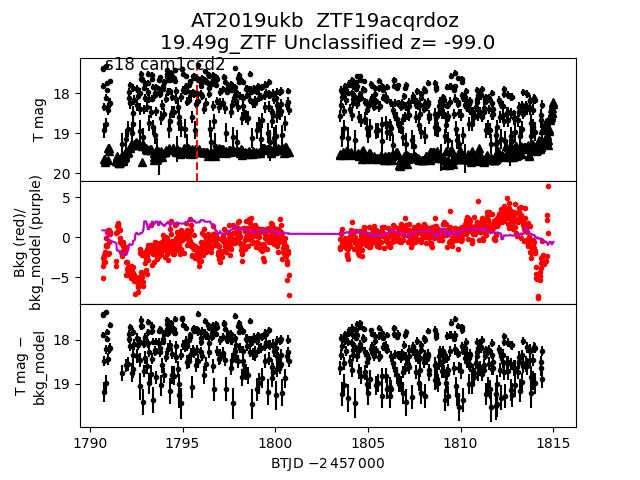 AT2019ukb  ZTF19acqrdoz
19.49g_ZTF Unclassified z= -99.0
s18 cam1ccd2
T mag
18
19
20
Bkg (red)/
bkg_model (purple)
5
0
−5
T mag −
bkg_model
18
19
1790 1795 1800 1805 1810 1815
BTJD −2 457 000